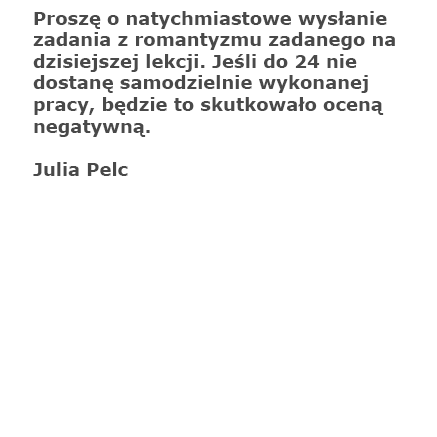 Proszę o natychmiastowe wysłanie
zadania z romantyzmu zadanego na
dzisiejszej lekcji. Jeśli do 24 nie
dostanę samodzielnie wykonanej
pracy, będzie to skutkowało oceną
negatywną.
Julia Pelc